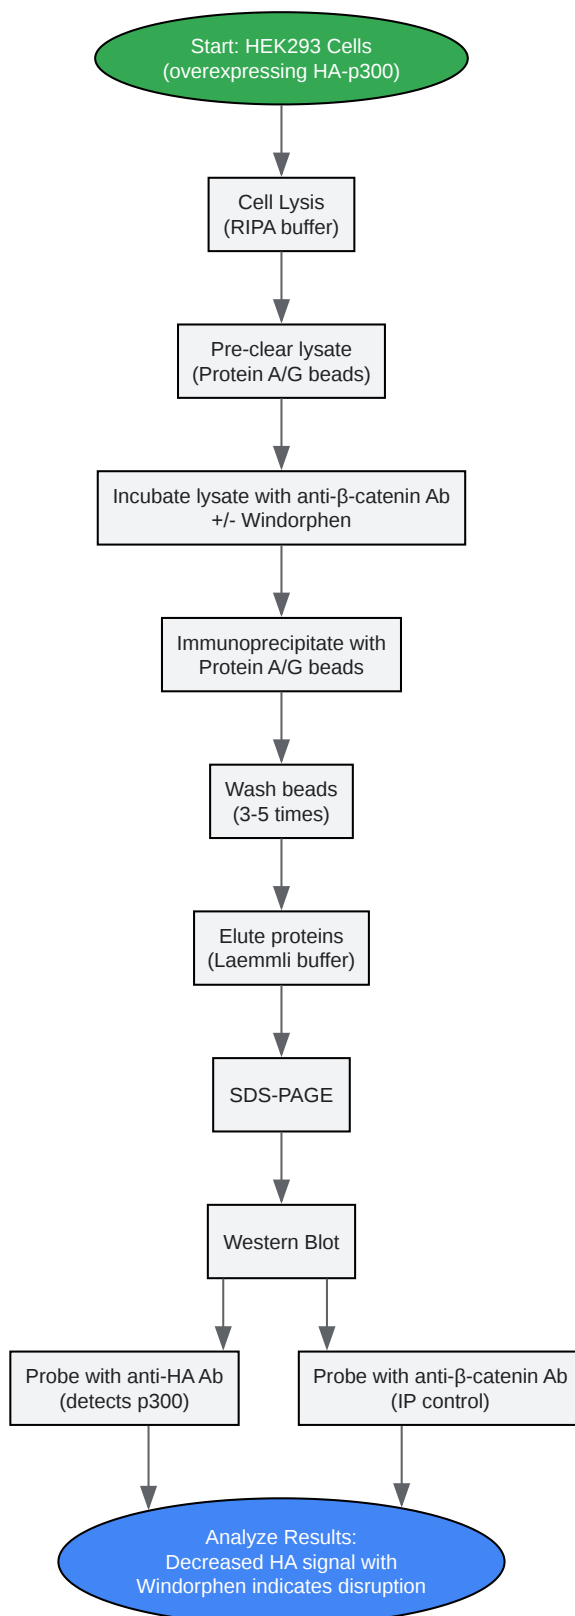 Start: HEK293 Cells
(overexpressing HA-p300)
Cell Lysis
(RIPA buffer)
Pre-clear lysate
(Protein A/G beads)
Incubate lysate with anti-β-catenin Ab
+/- Windorphen
Immunoprecipitate with
Protein A/G beads
Wash beads
(3-5 times)
Elute proteins
(Laemmli buffer)
SDS-PAGE
Western Blot
Probe with anti-HA Ab
(detects p300)
Probe with anti-β-catenin Ab
(IP control)
Analyze Results:
Decreased HA signal with
Windorphen indicates disruption